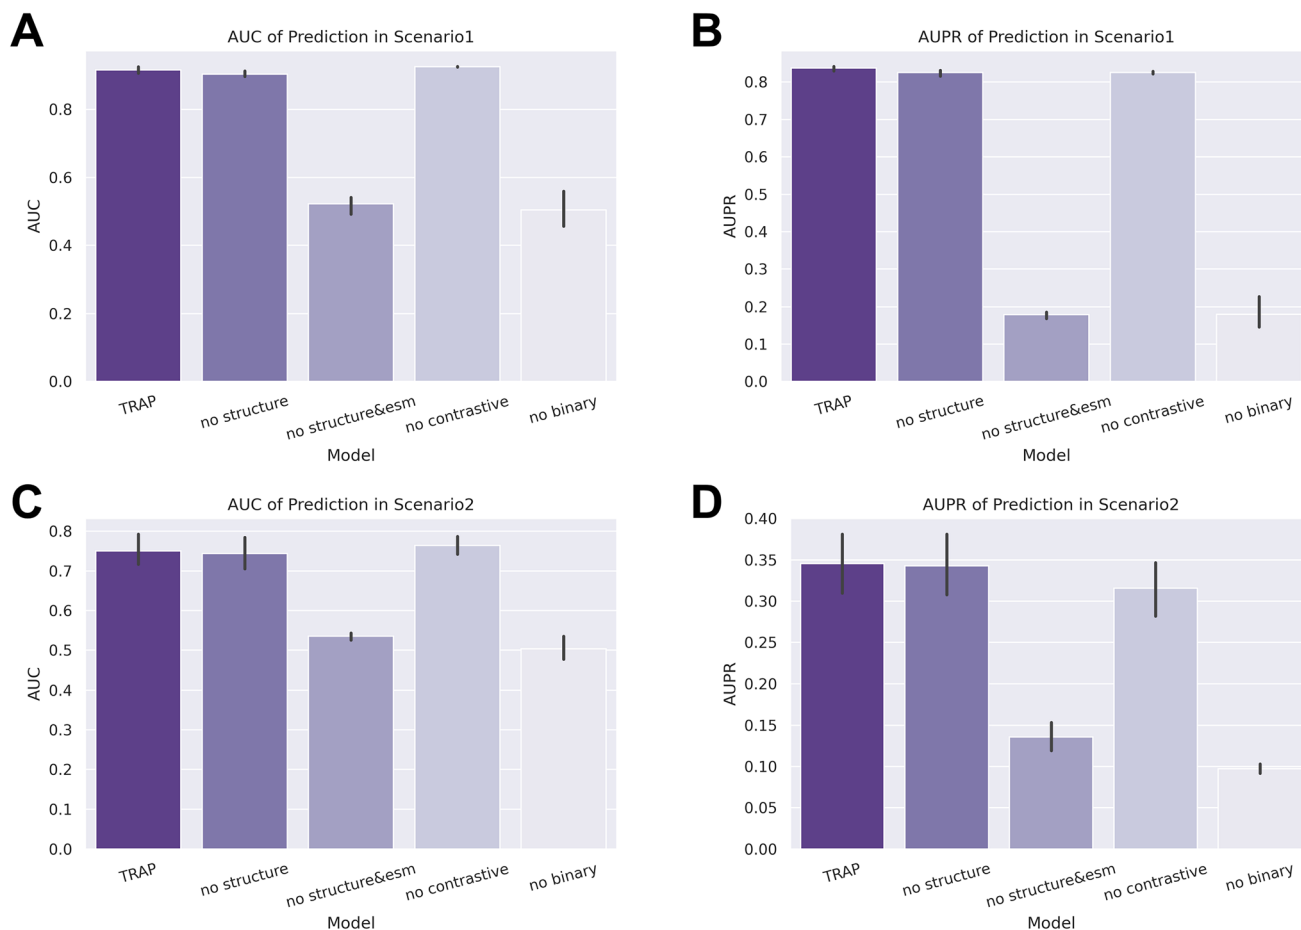 A
AUC of Prediction in Scenario1
AUC
0.8
0.6
0.4
0.2
0.0
TRAP
no structure
no structure&esm
no contrastive
no binary
Model
B
AUPR of Prediction in Scenario1
AUPR
0.8
0.7
0.6
0.5
0.4
0.3
0.2
0.1
0.0
TRAP
no structure
no structure&esm
no contrastive
no binary
Model
C
AUC of Prediction in Scenario2
AUC
0.8
0.7
0.6
0.5
0.4
0.3
0.2
0.1
0.0
TRAP
no structure
no structure&esm
no contrastive
no binary
Model
D
AUPR of Prediction in Scenario2
AUPR
0.40
0.35
0.30
0.25
0.20
0.15
0.10
0.05
0.00
TRAP
no structure
no structure&esm
no contrastive
no binary
Model